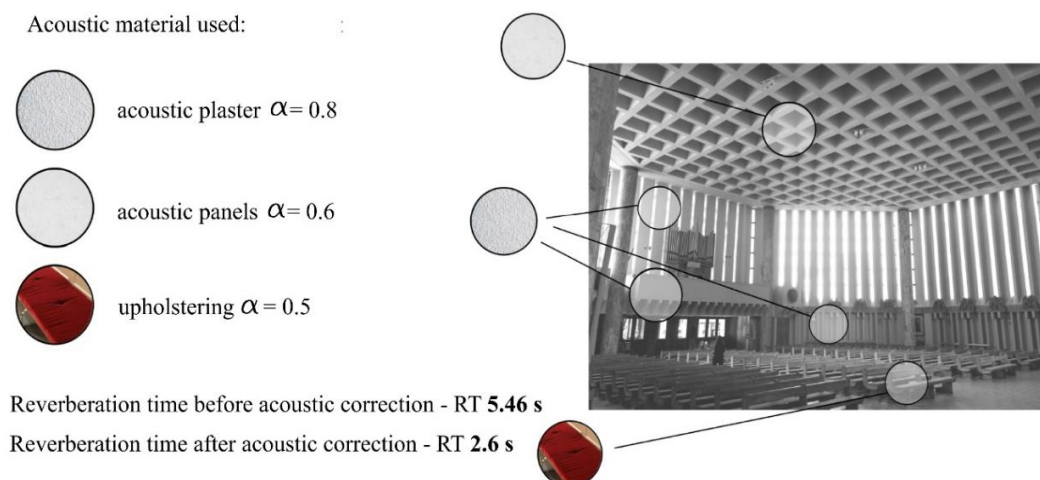 Acoustic material used:
acoustic plaster α= 0.8
acoustic panels α= 0.6
upholstering α= 0.5
Reverberation time before acoustic correction - RT 5.46 s
Reverberation time after acoustic correction - RT 2.6 s